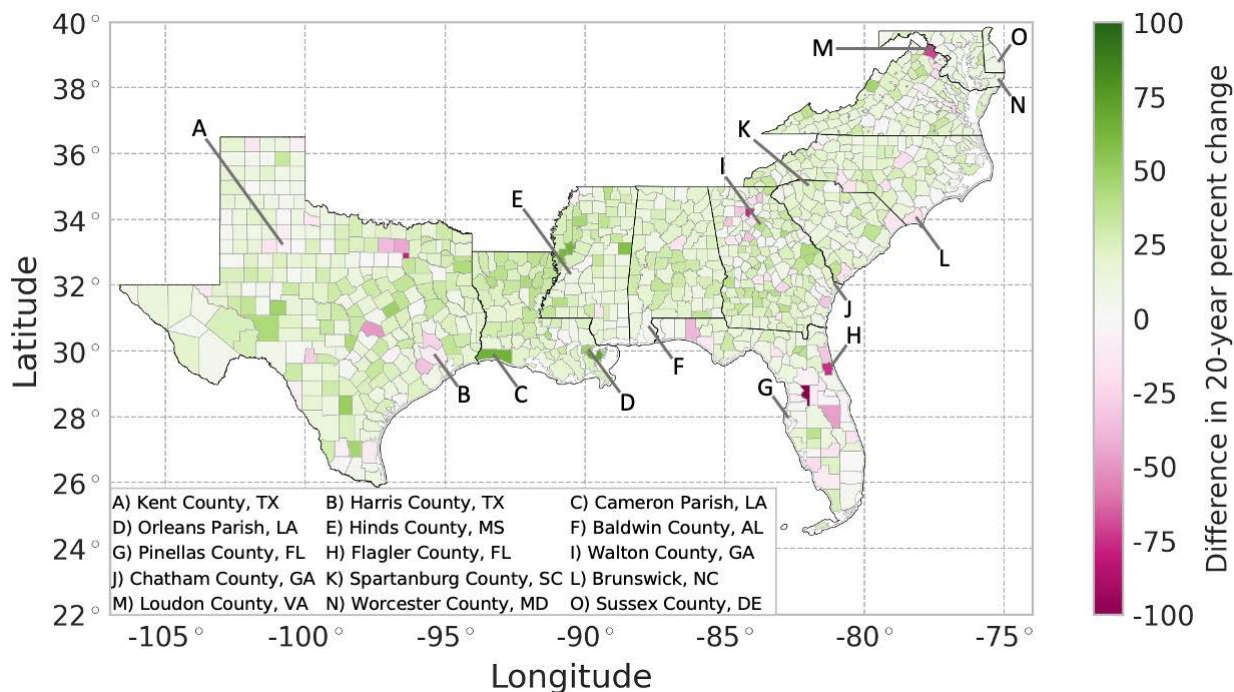 40°
38°
36°
34°
32°
30°
28°
26°
24°
22°
Latitude
-105°
-100°
-95°
-90°
-85°
-80°
-75°
Longitude
A
B
C
D
E
F
G
H
I
J
K
L
M
N
O
A) Kent County, TX B) Harris County, TX C) Cameron Parish, LA
D) Orleans Parish, LA E) Hinds County, MS F) Baldwin County, AL
G) Pinellas County, FL H) Flagler County, FL I) Walton County, GA
J) Chatham County, GA K) Spartanburg County, SC L) Brunswick, NC
M) Loudon County, VA N) Worcester County, MD O) Sussex County, DE
100
75
50
25
0
-25
-50
-75
-100
Difference in 20-year percent change